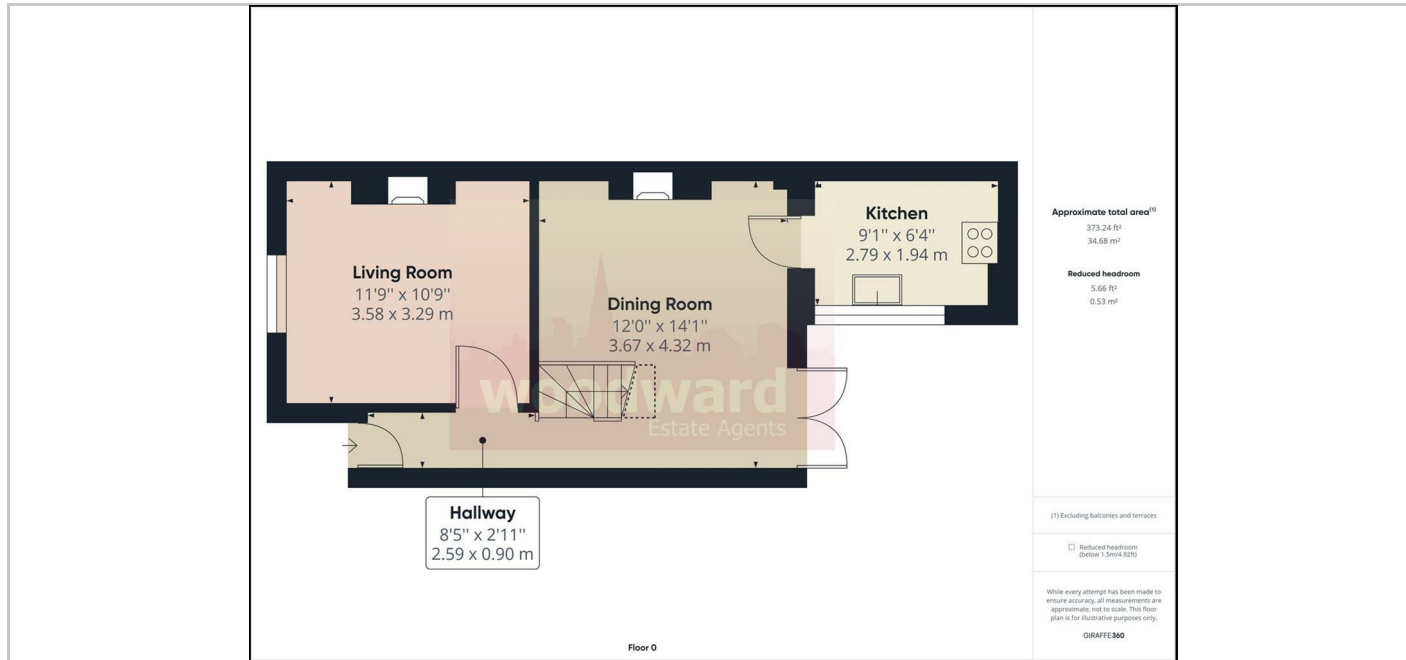 Living Room
11'9'' x 10'9''
3.58 x 3.29 m
Dining Room
12'0'' x 14'1''
3.67 x 4.32 m
Kitchen
9'1'' x 6'4''
2.79 x 1.94 m
woodward
Estate Agents
Hallway
8'5'' x 2'11''
2.59 x 0.90 m
Floor 0
Approximate total area(1)
373.24 ft²
34.68 m²
Reduced headroom
5.66 ft²
0.53 m²
(1) Excluding balconies and terraces
Reduced headroom
(below 1.5m/4.92ft)
While every attempt has been made to
ensure accuracy, all measurements are
approximate, not to scale. This floor
plan is for illustrative purposes only.
GIRAFFE360